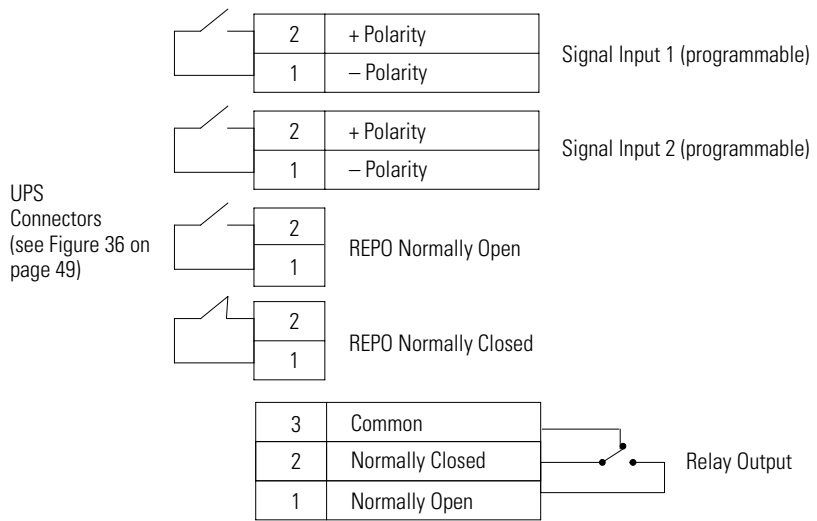 2 + Polarity
1 – Polarity
Signal Input 1 (programmable)
2 + Polarity
1 – Polarity
Signal Input 2 (programmable)
UPS
Connectors
(see Figure 36 on
page 49)
2
1
REPO Normally Open
2
1
REPO Normally Closed
3 Common
2 Normally Closed
1 Normally Open
Relay Output